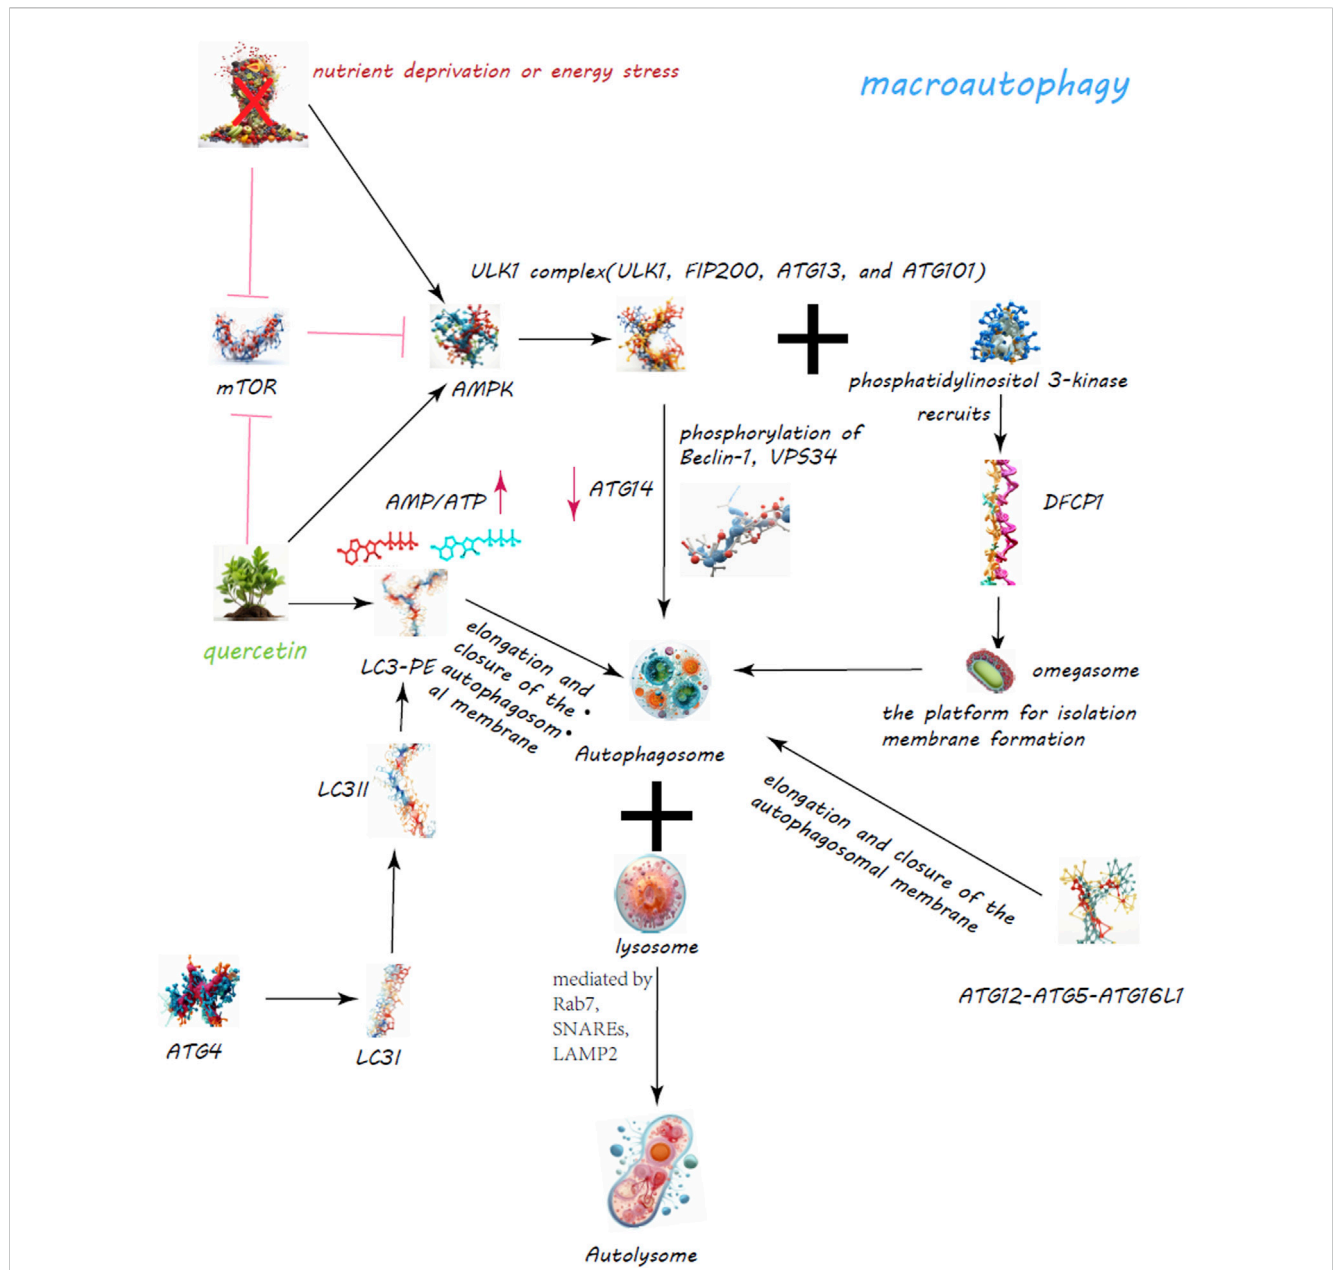 nutrient deprivation or energy stress
macroautophagy
ULK1 complex(ULK1, FIP200, ATG13, and ATG101)
mTOR
AMPK
phosphatidylinositol 3-kinase
recruits
phosphorylation of
Beclin-1, VPS34
AMP/ATP
ATG14
DFCP1
quercetin
LC3-PE
elongation and
closure of the •
autophagosom•
al membrane
omegasome
the platform for isolation
membrane formation
Autophagosome
LC3II
elongation and closure of the
autophagosomal membrane
lysosome
mediated by
Rab7,
SNAREs,
LAMP2
ATG12-ATG5-ATG16L1
ATG4
LC3I
Autolysome